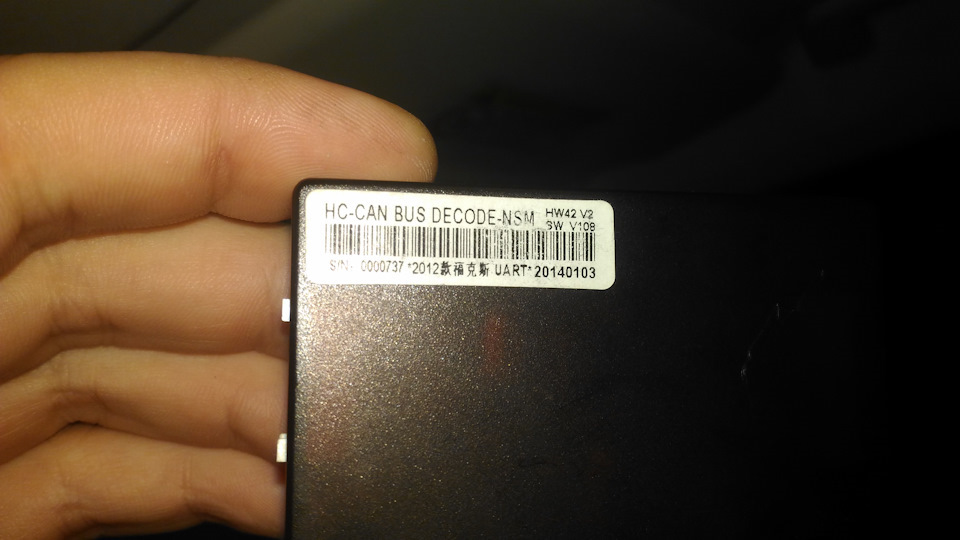 HC-CAN BUS DECODE-NSM
HW42 V2
SW V108
S/N: 0000737 *2012款福克斯 UART* 20140103